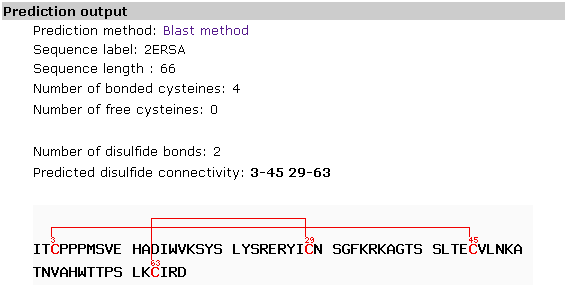 Prediction output
Prediction method: Blast method
Sequence label: 2ERSA
Sequence length : 66
Number of bonded cysteines: 4
Number of free cysteines: 0
Number of disulfide bonds: 2
Predicted disulfide connectivity: 3-45 29-63
3 29 45
ITCPPPMSVE HADIWVKSYS LYSRERYICN SGFKRKAGTS SLTECVLNKA
63
TNVAHWTTPS LKCIRD